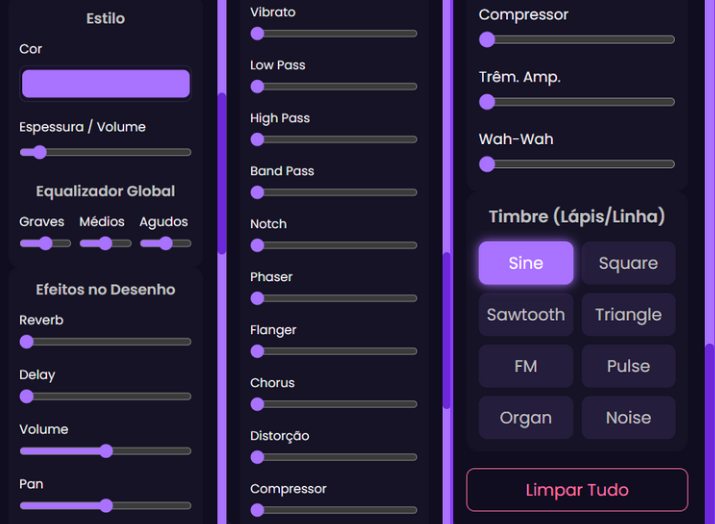 Estilo
Cor
Espessura / Volume
Equalizador Global
Graves Médios Agudos
Efeitos no Desenho
Reverb
Delay
Volume
Pan
Vibrato
Low Pass
High Pass
Band Pass
Notch
Phaser
Flanger
Chorus
Distorção
Compressor
Compressor
Trêm. Amp.
Wah-Wah
Timbre (Lápis/Linha)
Sine Square
Sawtooth Triangle
FM Pulse
Organ Noise
Limpar Tudo